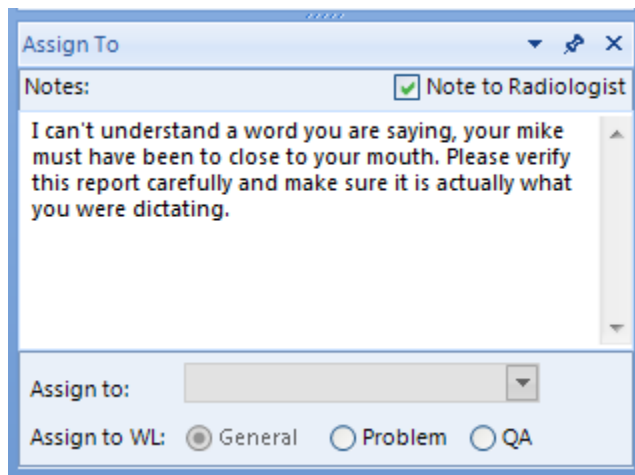 Assign To
Notes: Note to Radiologist
I can't understand a word you are saying, your mike
must have been to close to your mouth. Please verify
this report carefully and make sure it is actually what
you were dictating.
Assign to:
Assign to WL: General Problem QA